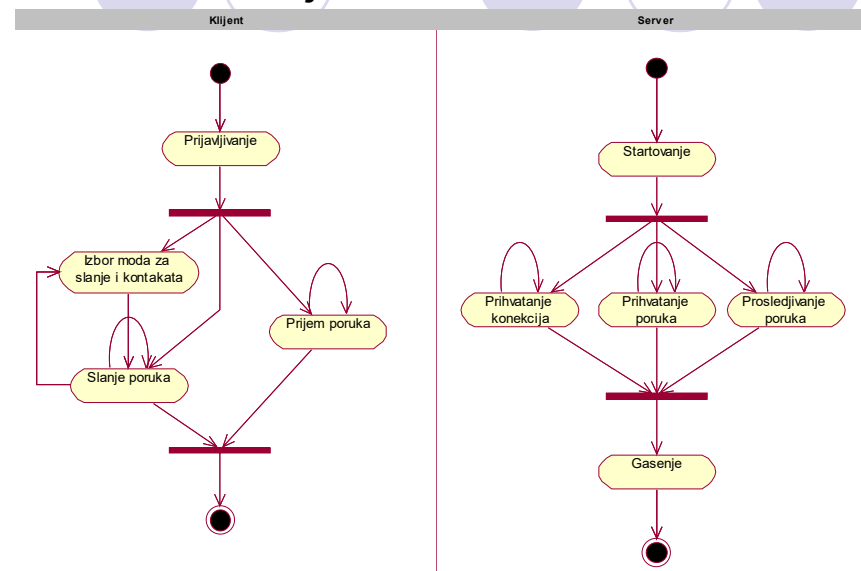 Klijent
Server
Prijavljivanje
Izbor moda za
slanje i kontakata
Prijem poruka
Slanje poruka
Startovanje
Prihvatanje
konekcija
Prihvatanje
poruka
Prosledjivanje
poruka
Gasenje